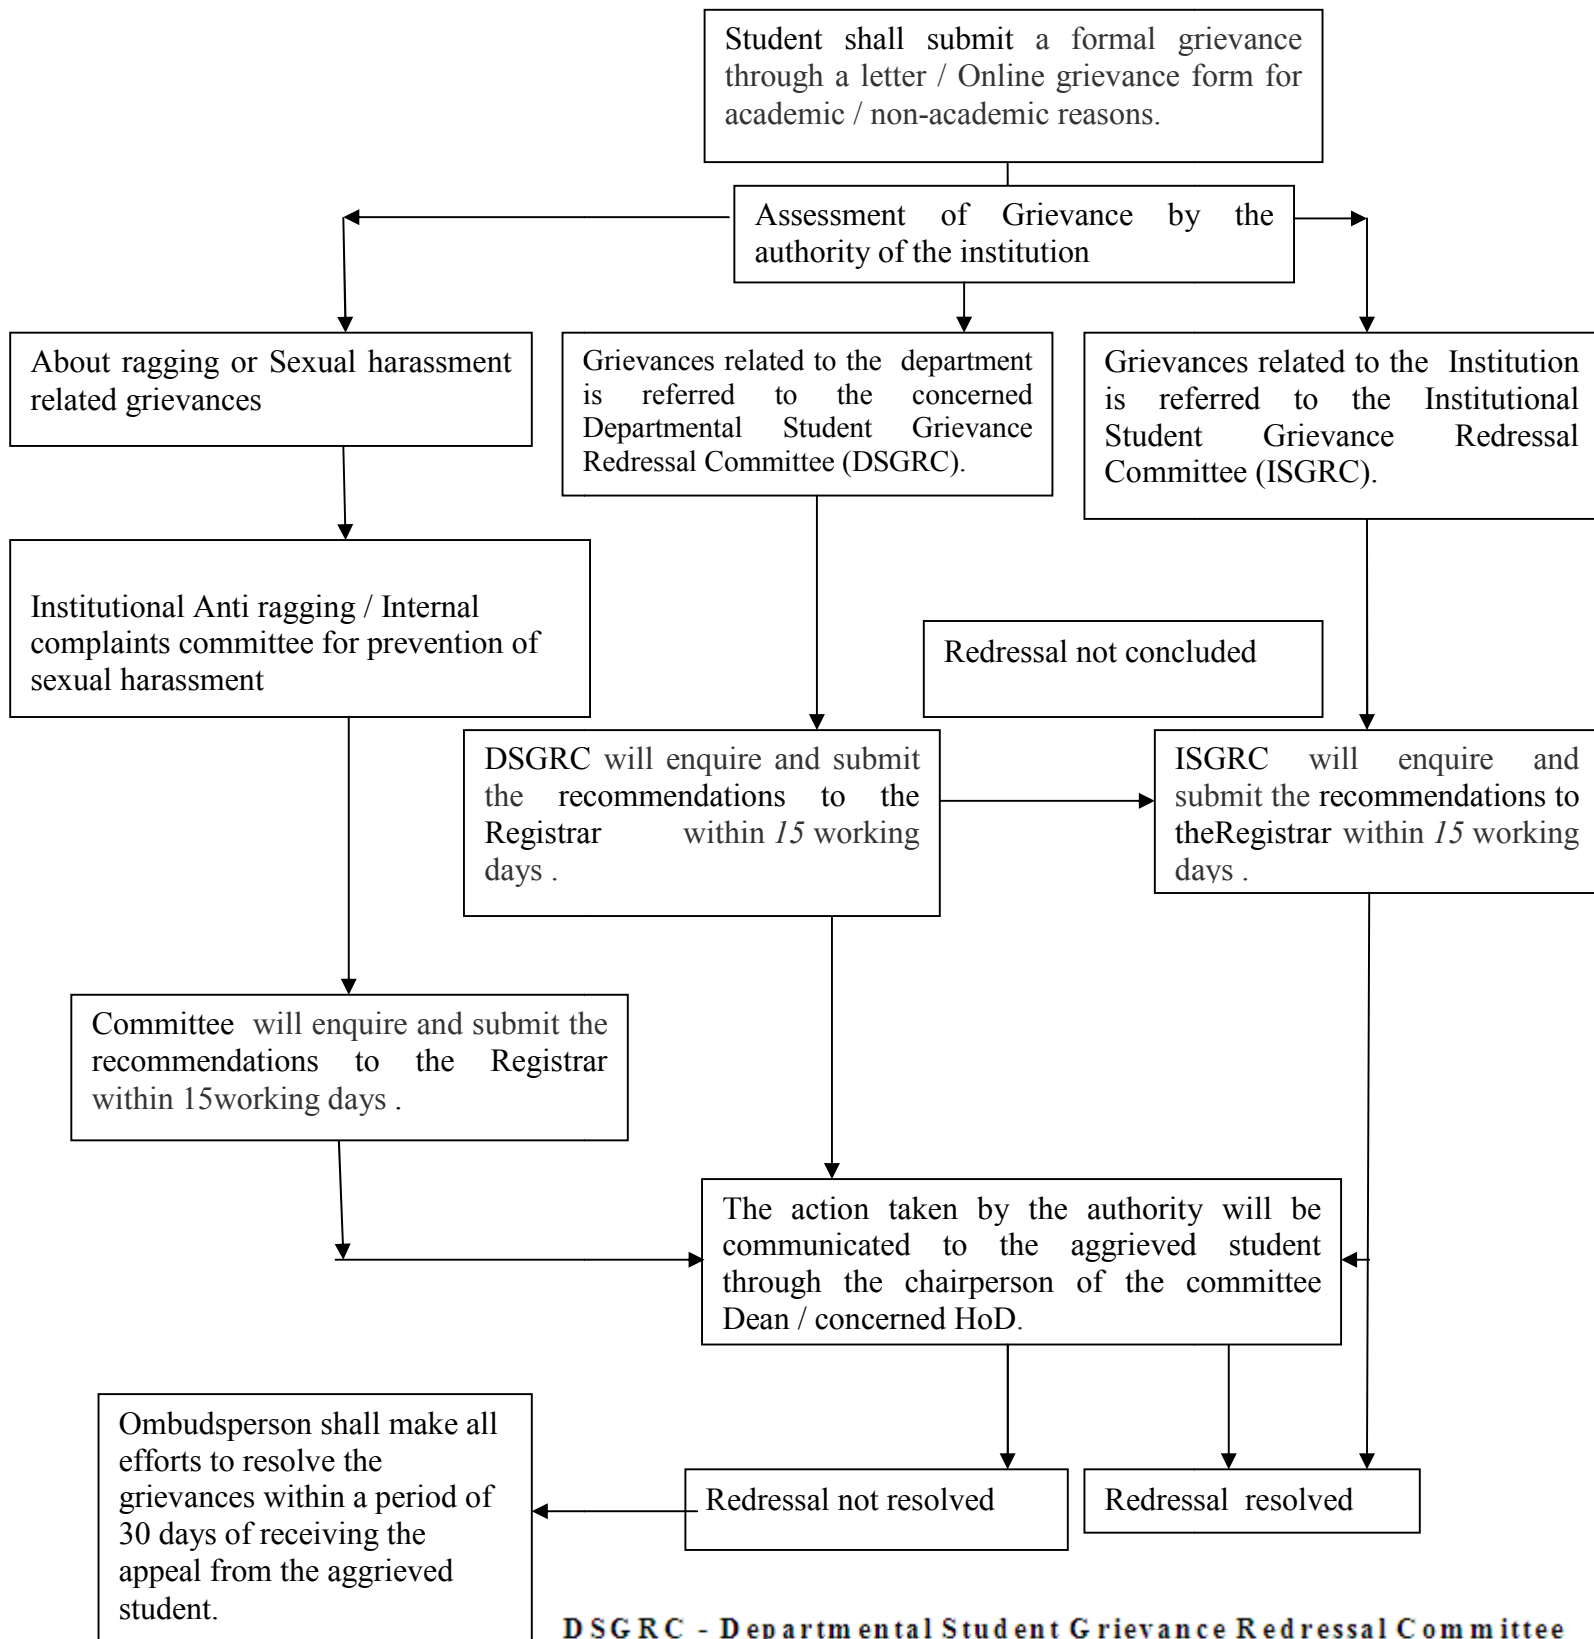 Student shall submit a formal grievance
through a letter / Online grievance form for
academic / non-academic reasons.
Assessment of Grievance by the
authority of the institution
About ragging or Sexual harassment
related grievances
Grievances related to the department
is referred to the concerned
Departmental Student Grievance
Redressal Committee (DSGRC).
Grievances related to the Institution
is referred to the Institutional
Student Grievance Redressal
Committee (ISGRC).
Institutional Anti ragging / Internal
complaints committee for prevention of
sexual harassment
Redressal not concluded
DSGRC will enquire and submit
the recommendations to the
Registrar within 15 working
days .
ISGRC will enquire and
submit the recommendations to
theRegistrar within 15 working
days .
Committee will enquire and submit the
recommendations to the Registrar
within 15working days .
The action taken by the authority will be
communicated to the aggrieved student
through the chairperson of the committee
Dean / concerned HoD.
Ombudsperson shall make all
efforts to resolve the
grievances within a period of
30 days of receiving the
appeal from the aggrieved
student.
Redressal not resolved
Redressal resolved
DSGRC - Departmental Student Grievance Redressal Committee